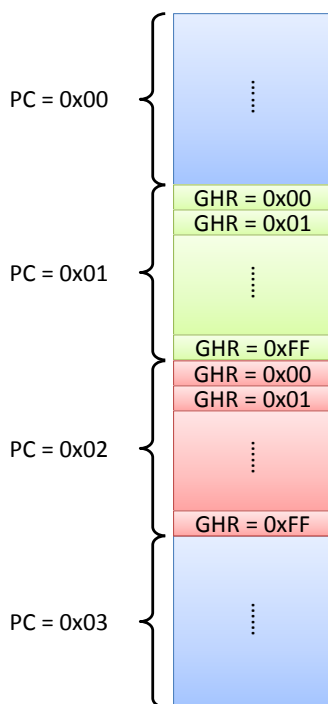 PC = 0x00
GHR = 0x00
GHR = 0x01
PC = 0x01
GHR = 0xFF
GHR = 0x00
GHR = 0x01
PC = 0x02
GHR = 0xFF
PC = 0x03